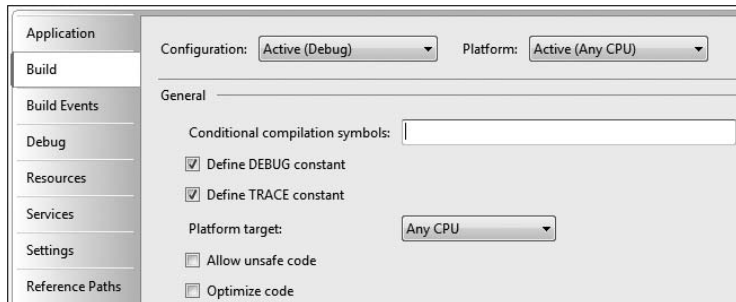 Application
Build
Build Events
Debug
Resources
Services
Settings
Reference Paths
Configuration: Active (Debug) Platform: Active (Any CPU)
General
Conditional compilation symbols:
Define DEBUG constant
Define TRACE constant
Platform target: Any CPU
Allow unsafe code
Optimize code